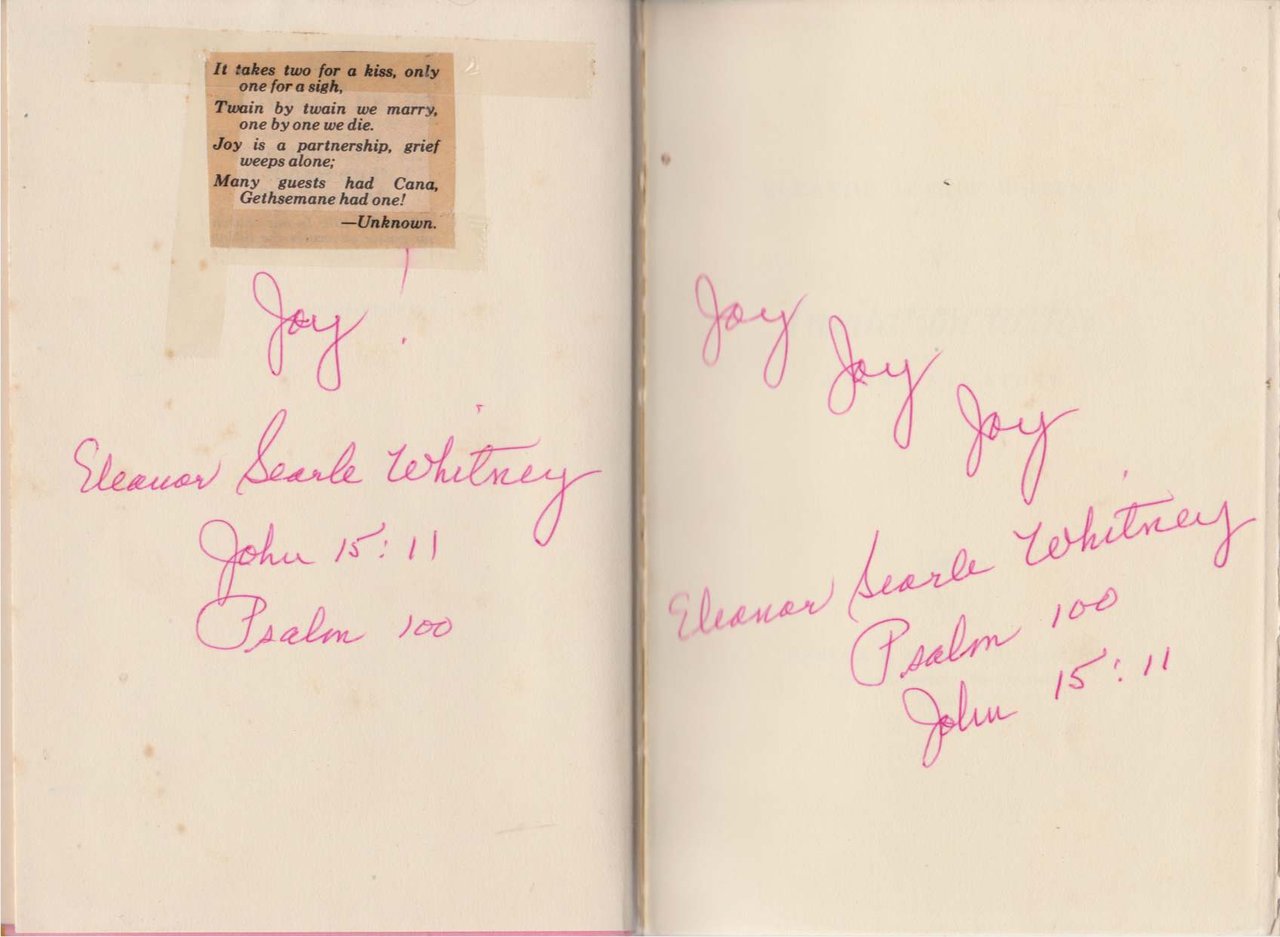 It takes two for a kiss, only
one for a sigh,
Twain by twain we marry,
one by one we die.
Joy is a partnership, grief
weeps alone;
Many guests had Cana,
Gethsemane had one!
—Unknown.
Joy!
Eleanor Searle Whitney
John 15:11
Psalm 100
Joy
Joy
Joy
Eleanor Searle Whitney
Psalm 100
John 15:11